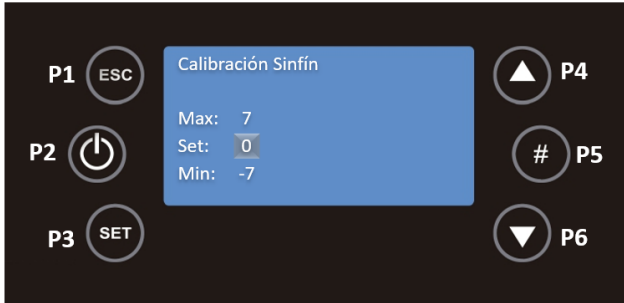 P1 ESC
Calibración Sinfín
P4
Max: 7
P2
Set: 0
# P5
Min: -7
P3 SET
P6